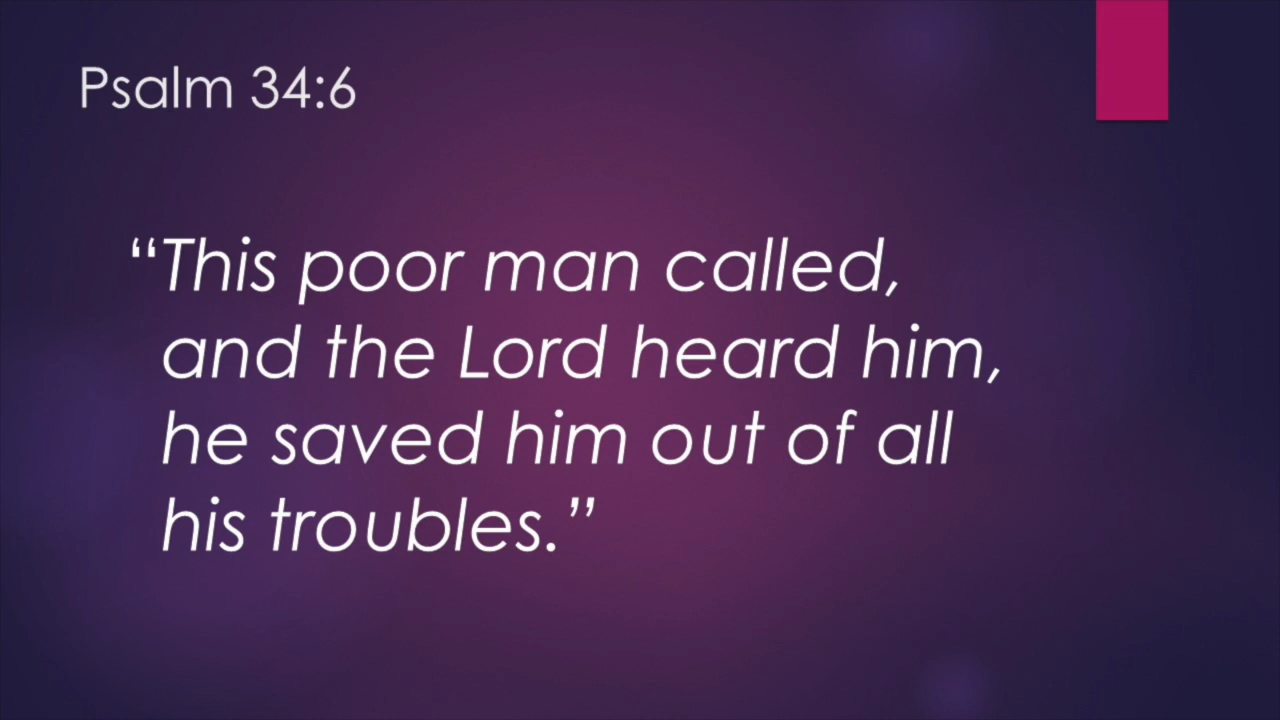 Psalm 34:6
“This poor man called,
and the Lord heard him,
he saved him out of all
his troubles.”